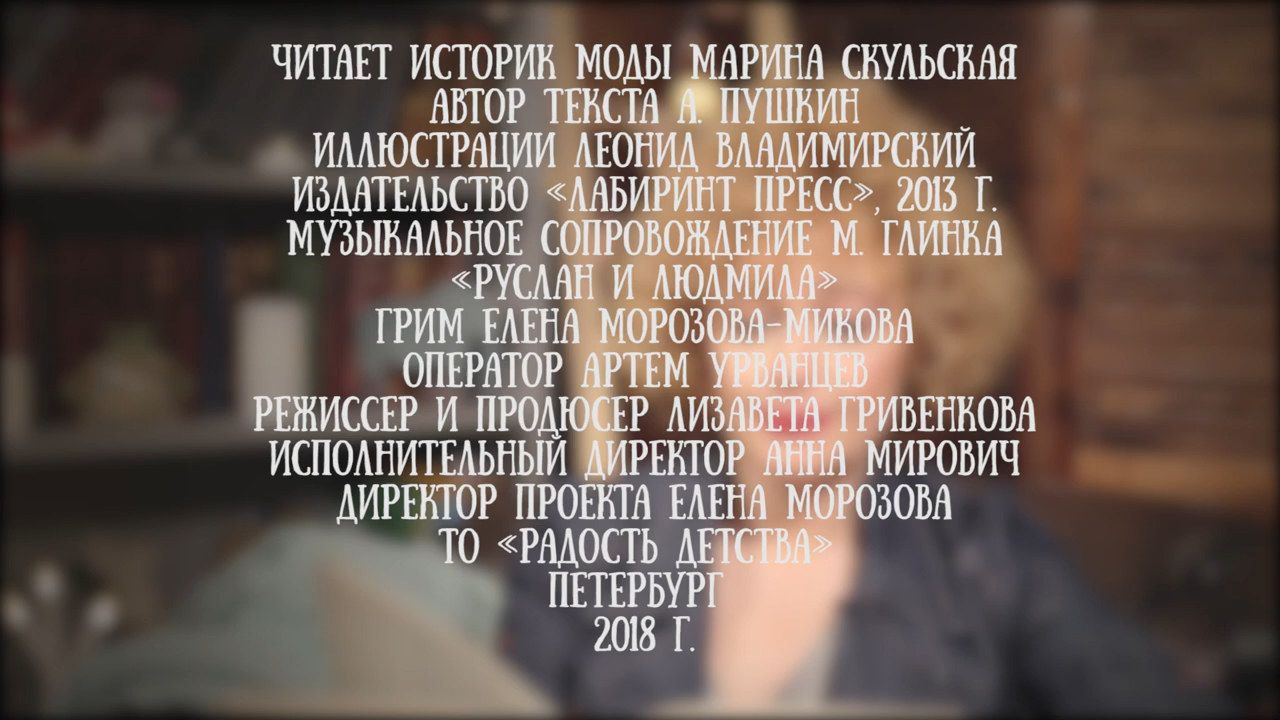 ЧИТАЕТ ИСТОРИК МОДЫ МАРИНА СКУЛЬСКАЯ
АВТОР ТЕКСТА А. ПУШКИН
ИЛЛЮСТРАЦИИ ЛЕОНИД ВЛАДИМИРСКИЙ
ИЗДАТЕЛЬСТВО «ЛАБИРИНТ ПРЕСС», 2013 Г.
МУЗЫКАЛЬНОЕ СОПРОВОЖДЕНИЕ М. ГЛИНКА
«РУСЛАН И ЛЮДМИЛА»
ГРИМ ЕЛЕНА МОРОЗОВА-МИКОВА
ОПЕРАТОР АРТЕМ УРВАНЦЕВ
РЕЖИССЕР И ПРОДЮСЕР ЛИЗАВЕТА ГРИВЕНКОВА
ИСПОЛНИТЕЛЬНЫЙ ДИРЕКТОР АННА МИРОВИЧ
ДИРЕКТОР ПРОЕКТА ЕЛЕНА МОРОЗОВА
ТО «РАДОСТЬ ДЕТСТВА»
ПЕТЕРБУРГ
2018 Г.